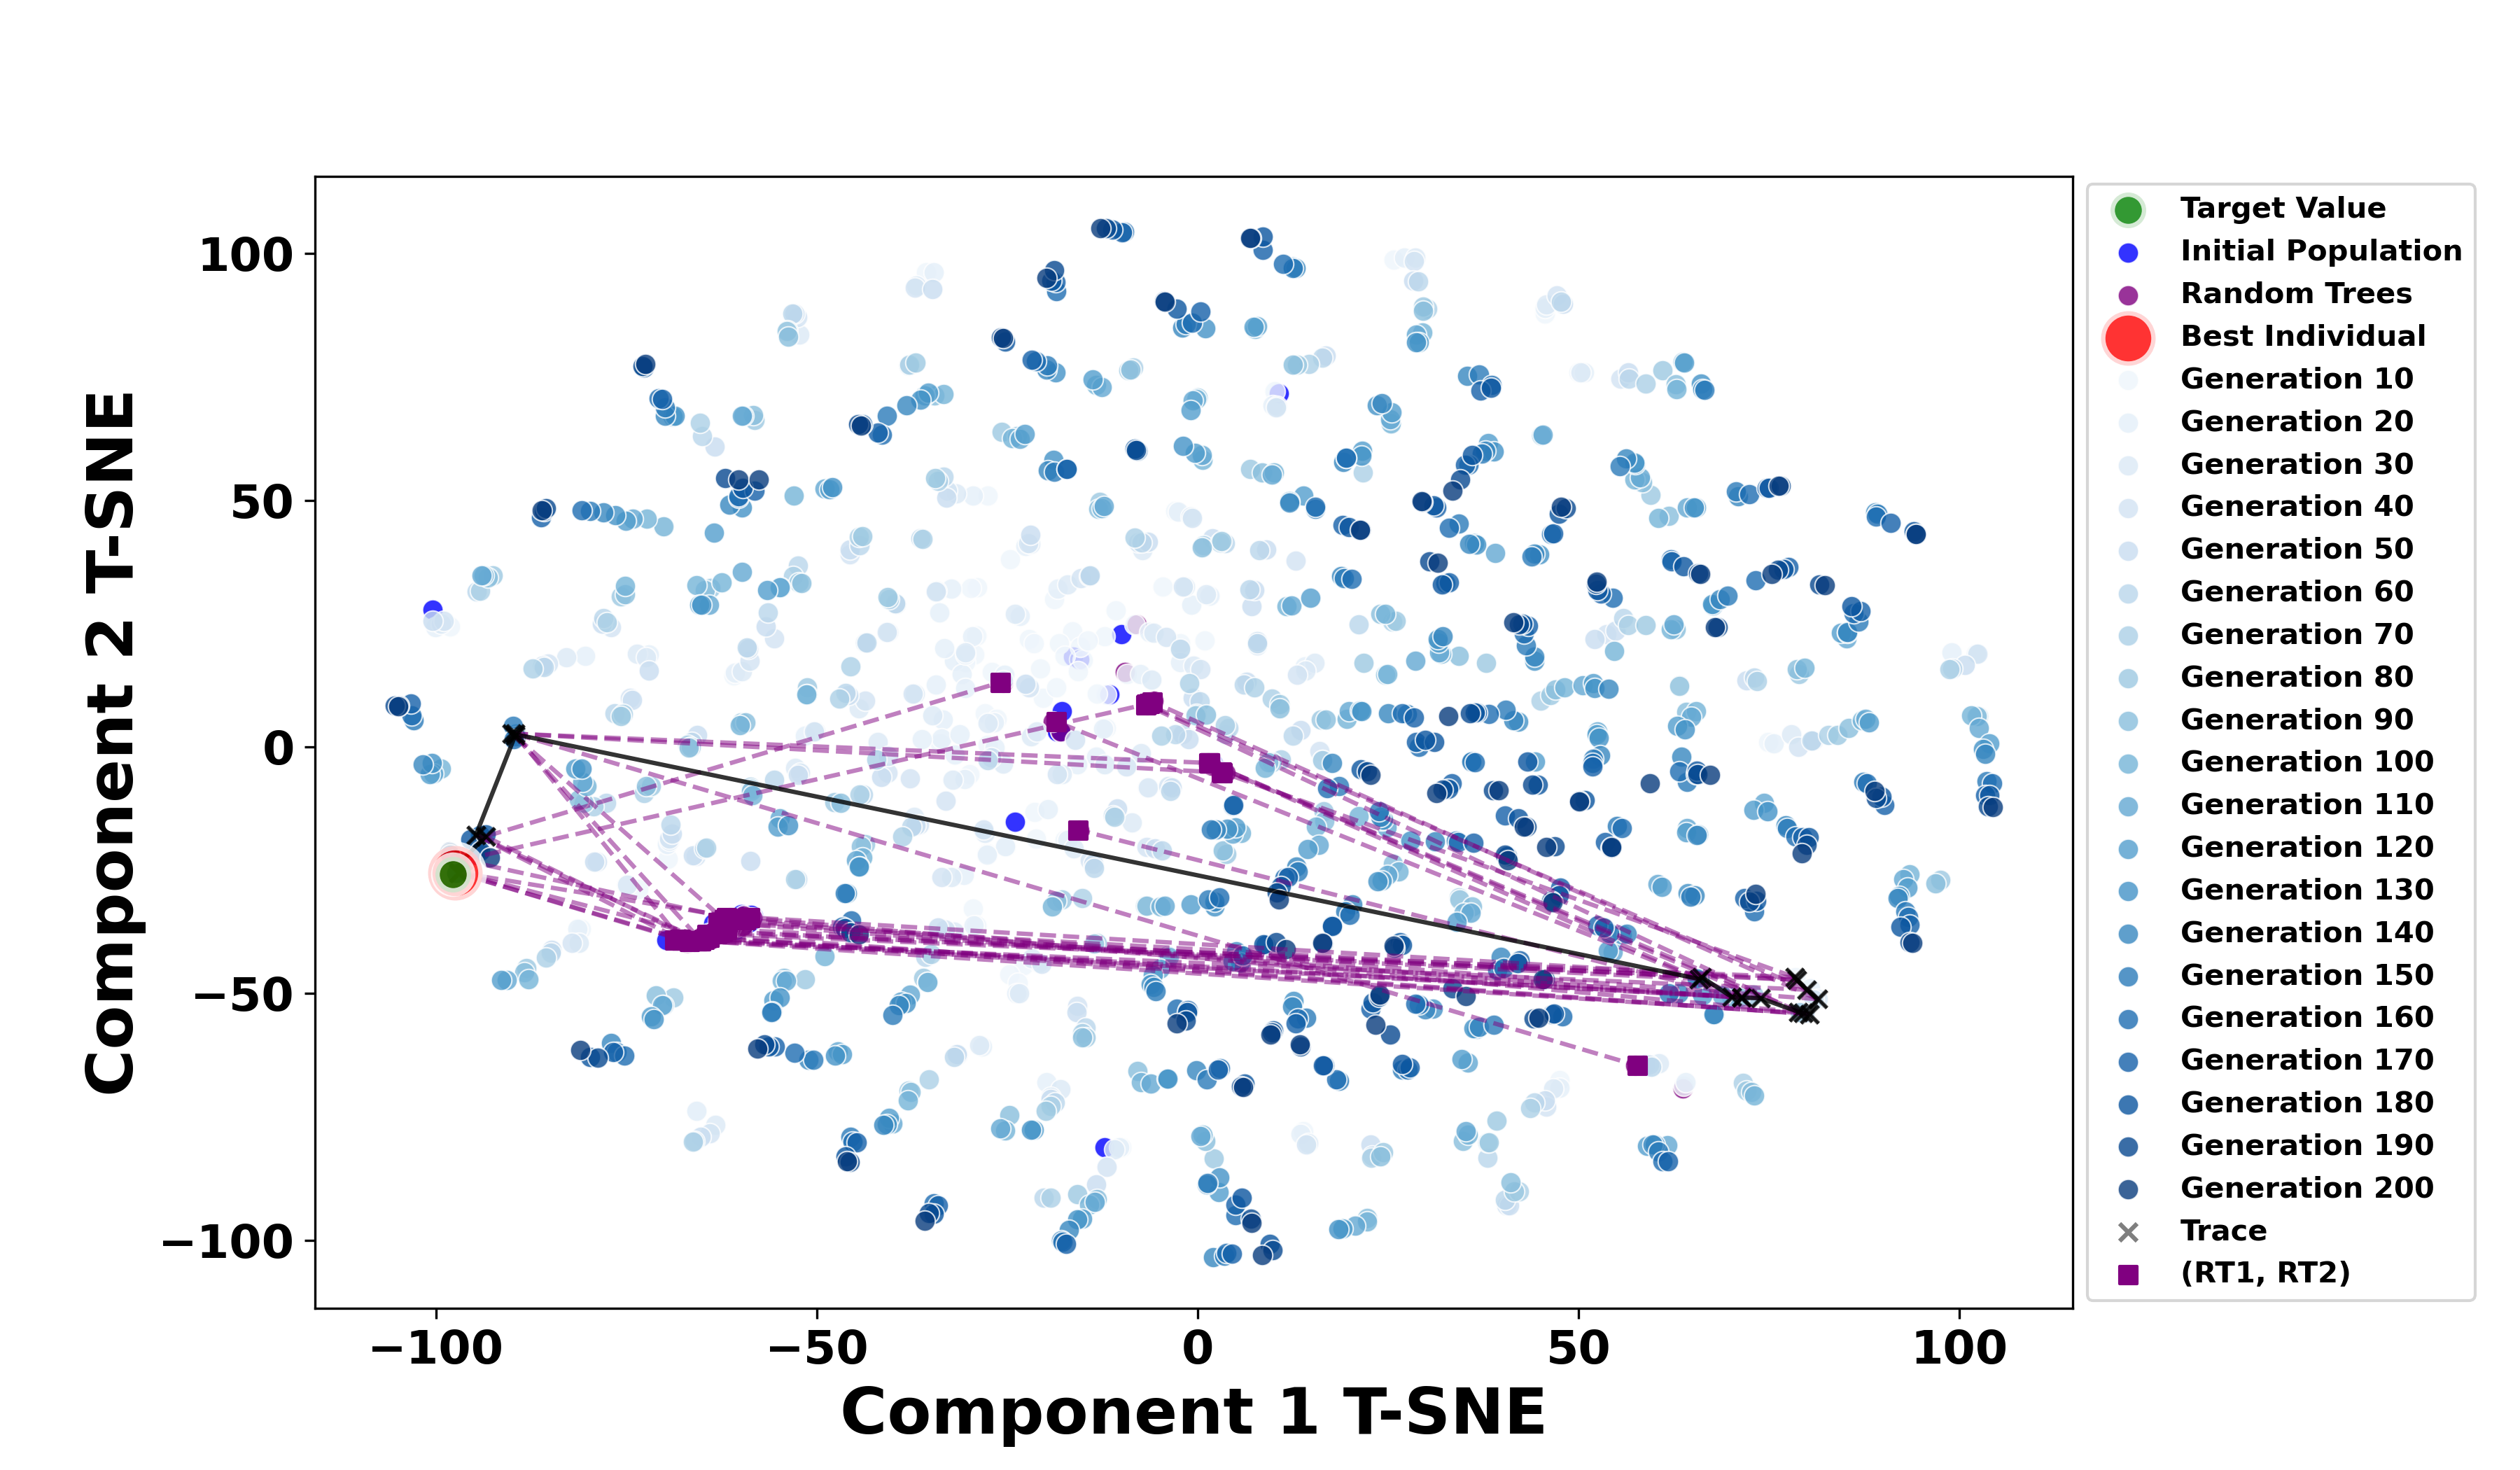 Component 2 T-SNE
100
50
0
−50
−100
−100
−50
0
50
100
Component 1 T-SNE
Target Value
Initial Population
Random Trees
Best Individual
Generation 10
Generation 20
Generation 30
Generation 40
Generation 50
Generation 60
Generation 70
Generation 80
Generation 90
Generation 100
Generation 110
Generation 120
Generation 130
Generation 140
Generation 150
Generation 160
Generation 170
Generation 180
Generation 190
Generation 200
Trace
(RT1, RT2)